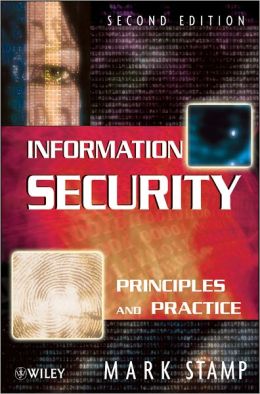 SECOND EDITION
INFORMATION
SECURITY
PRINCIPLES
AND PRACTICE
WILEY
MARK STAMP